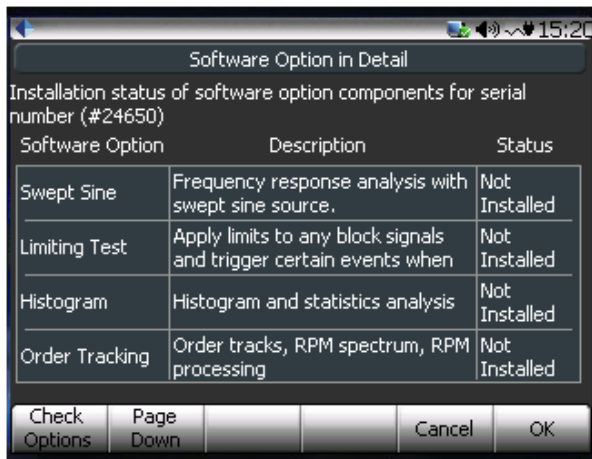 15:20
Software Option in Detail
Installation status of software option components for serial
number (#24650)
Software Option Description Status
Swept Sine Frequency response analysis with swept sine source. Not Installed
Limiting Test Apply limits to any block signals and trigger certain events when Not Installed
Histogram Histogram and statistics analysis Not Installed
Order Tracking Order tracks, RPM spectrum, RPM processing Not Installed
Check Options Page Down Cancel OK